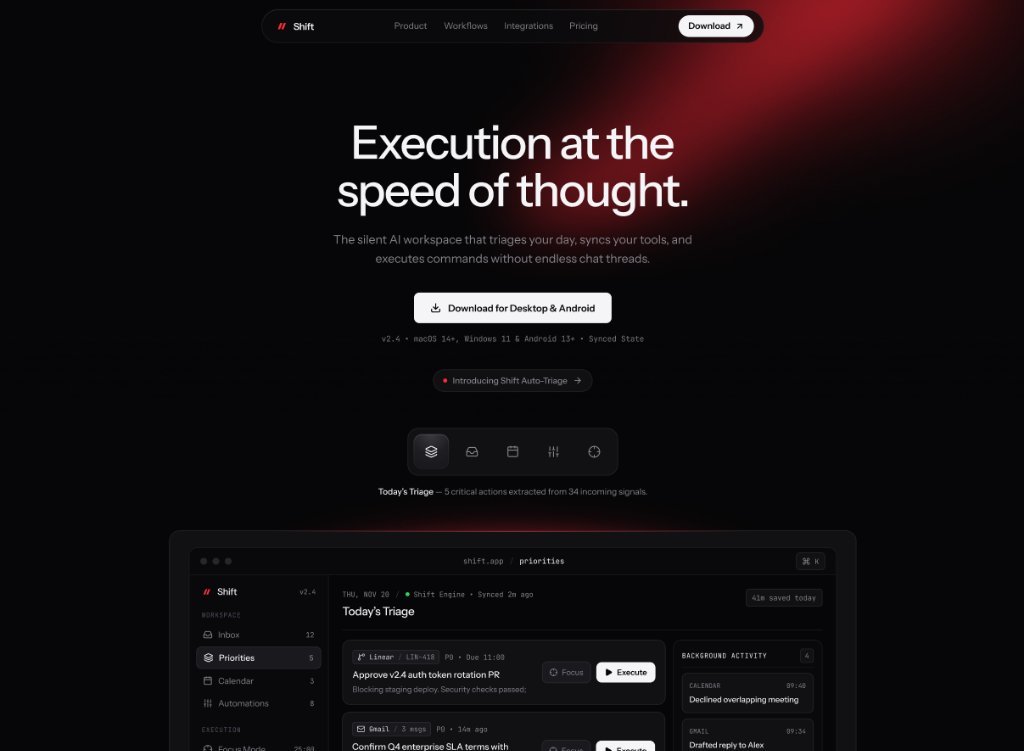 Shift
Product Workflows Integrations Pricing
Download
Execution at the
speed of thought.
The silent AI workspace that triages your day, syncs your tools, and
executes commands without endless chat threads.
Download for Desktop & Android
v2.4 • macOS 14+, Windows 11 & Android 13+ • Synced State
Introducing Shift Auto-Triage →
Today's Triage — 5 critical actions extracted from 34 incoming signals.
shift.app / priorities
⌘ K
Shift v2.4
WORKSPACE
Inbox 12
Priorities 5
Calendar 3
Automations 8
EXECUTION
Focus Mode
THU, NOV 20 / Shift Engine • Synced 2m ago
Today's Triage
41m saved today
Linear / LIN-418 P0 • Due 11:00
Approve v2.4 auth token rotation PR
Blocking staging deploy. Security checks passed;
Focus
Execute
Gmail / 3 msgs P0 • 14m ago
Confirm Q4 enterprise SLA terms with
Focus
Execute
BACKGROUND ACTIVITY 4
CALENDAR 09:40
Declined overlapping meeting
GMAIL 09:34
Drafted reply to Alex